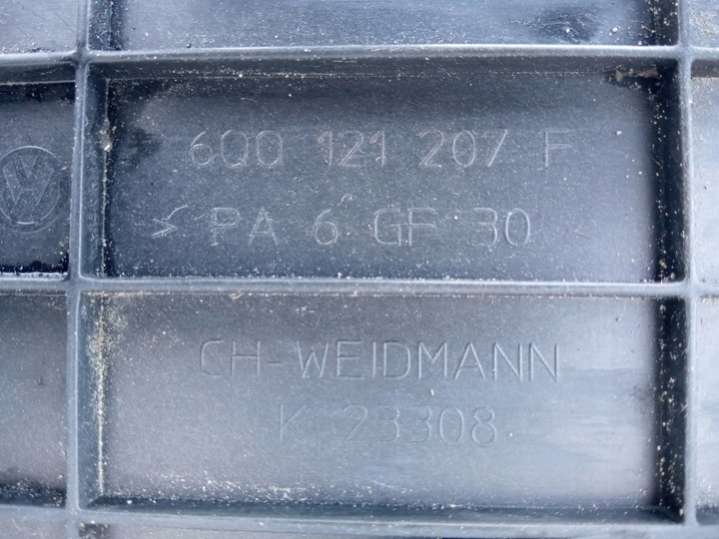 6Q0 121 207 F
> PA 6 GF 30 <
CH-WEIDMANN
K 23308